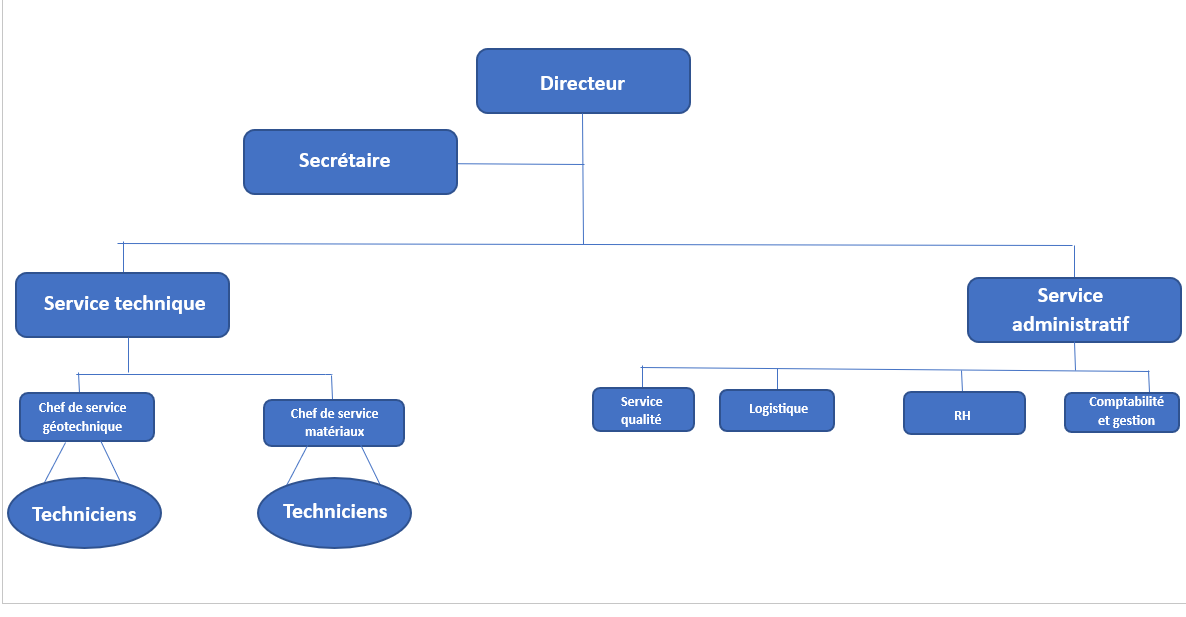 Directeur
Secrétaire
Service technique
Service
administratif
Chef de service
géotechnique
Chef de service
matériaux
Service
qualité
Logistique
RH
Comptabilité
et gestion
Techniciens
Techniciens